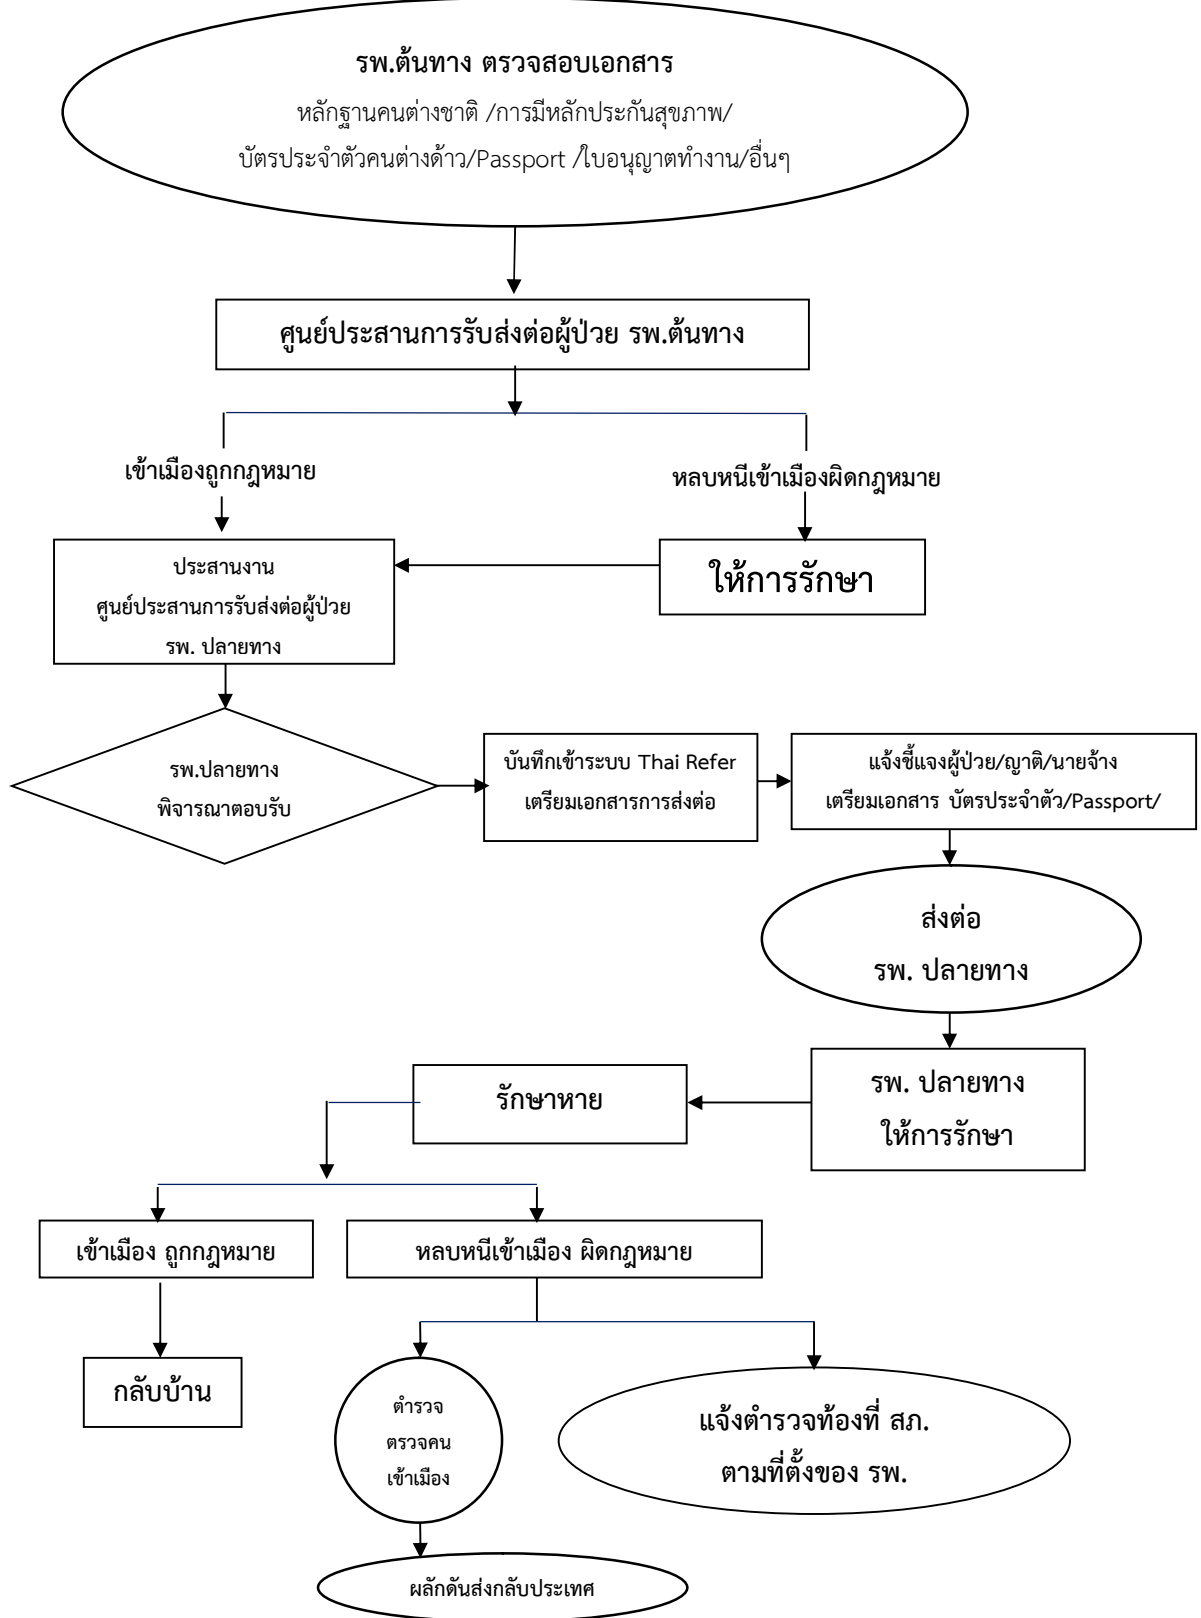 รพ.ต้นทาง ตรวจสอบเอกสาร
หลักฐานคนต่างชาติ /การมีหลักประกันสุขภาพ/
บัตรประจำตัวคนต่างด้าว/Passport /ใบอนุญาตทำงาน/อื่นๆ
ศูนย์ประสานการรับส่งต่อผู้ป่วย รพ.ต้นทาง
เข้าเมืองถูกกฎหมาย
หลบหนีเข้าเมืองผิดกฎหมาย
ประสานงาน
ศูนย์ประสานการรับส่งต่อผู้ป่วย
รพ. ปลายทาง
ให้การรักษา
รพ.ปลายทาง
พิจารณาตอบรับ
บันทึกเข้าระบบ Thai Refer
เตรียมเอกสารการส่งต่อ
แจ้งชี้แจงผู้ป่วย/ญาติ/นายจ้าง
เตรียมเอกสาร บัตรประจำตัว/Passport/
ส่งต่อ
รพ. ปลายทาง
รพ. ปลายทาง
ให้การรักษา
รักษาหาย
เข้าเมือง ถูกกฎหมาย
หลบหนีเข้าเมือง ผิดกฎหมาย
กลับบ้าน
ตำรวจ
ตรวจคน
เข้าเมือง
แจ้งตำรวจท้องที่ สภ.
ตามที่ตั้งของ รพ.
ผลักดันส่งกลับประเทศ